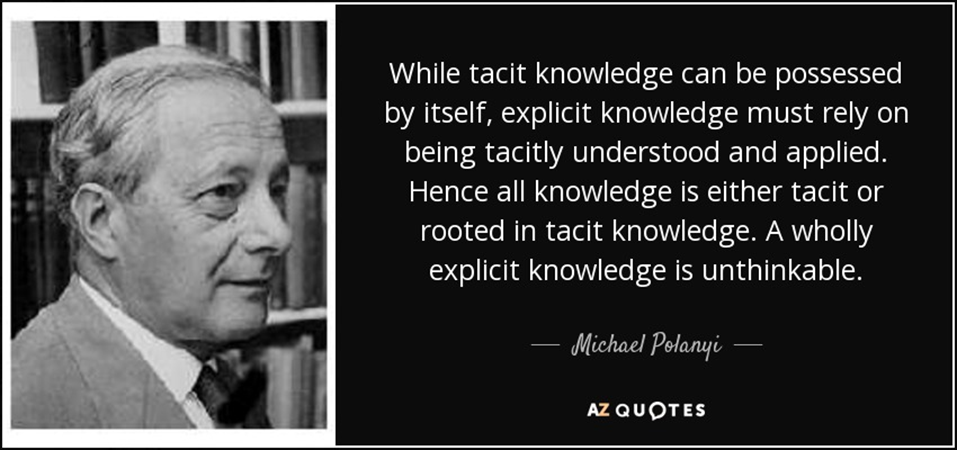 While tacit knowledge can be possessed
by itself, explicit knowledge must rely on
being tacitly understood and applied.
Hence all knowledge is either tacit or
rooted in tacit knowledge. A wholly
explicit knowledge is unthinkable.
Michael Polanyi
AZ QUOTES